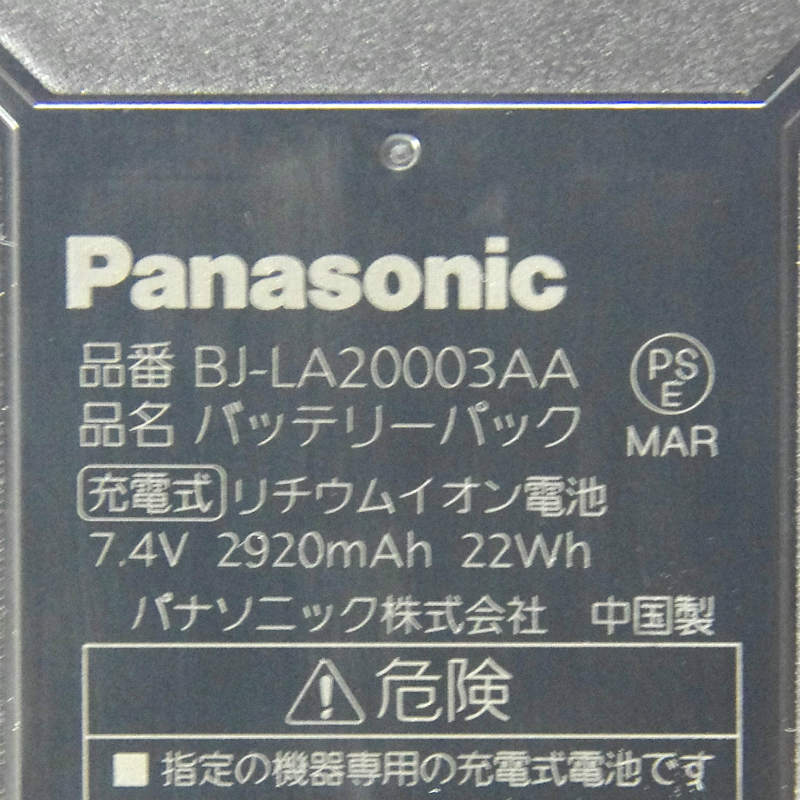 Panasonic
品番 BJ-LA20003AA
品名 バッテリーパック
PS
E
MAR
充電式 リチウムイオン電池
7.4V 2920mAh 22Wh
パナソニック株式会社 中国製
危険
■ 指定の機器専用の充電式電池です